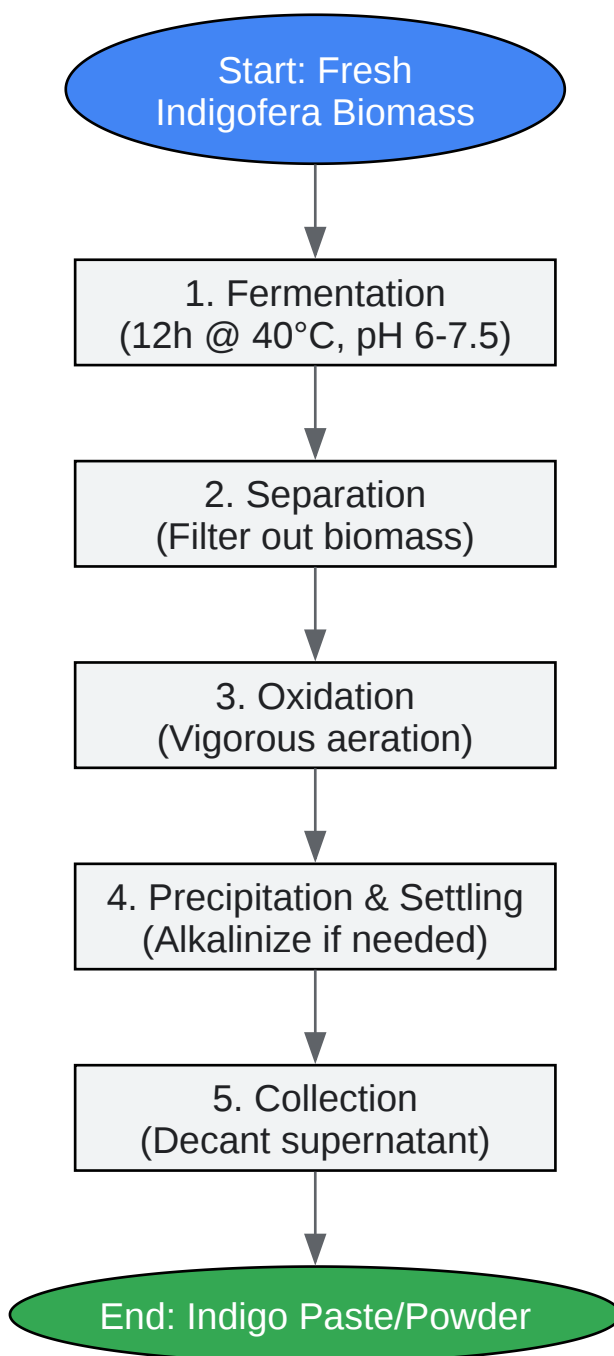 Start: Fresh
Indigofera Biomass
1. Fermentation
(12h @ 40°C, pH 6-7.5)
2. Separation
(Filter out biomass)
3. Oxidation
(Vigorous aeration)
4. Precipitation & Settling
(Alkalinize if needed)
5. Collection
(Decant supernatant)
End: Indigo Paste/Powder